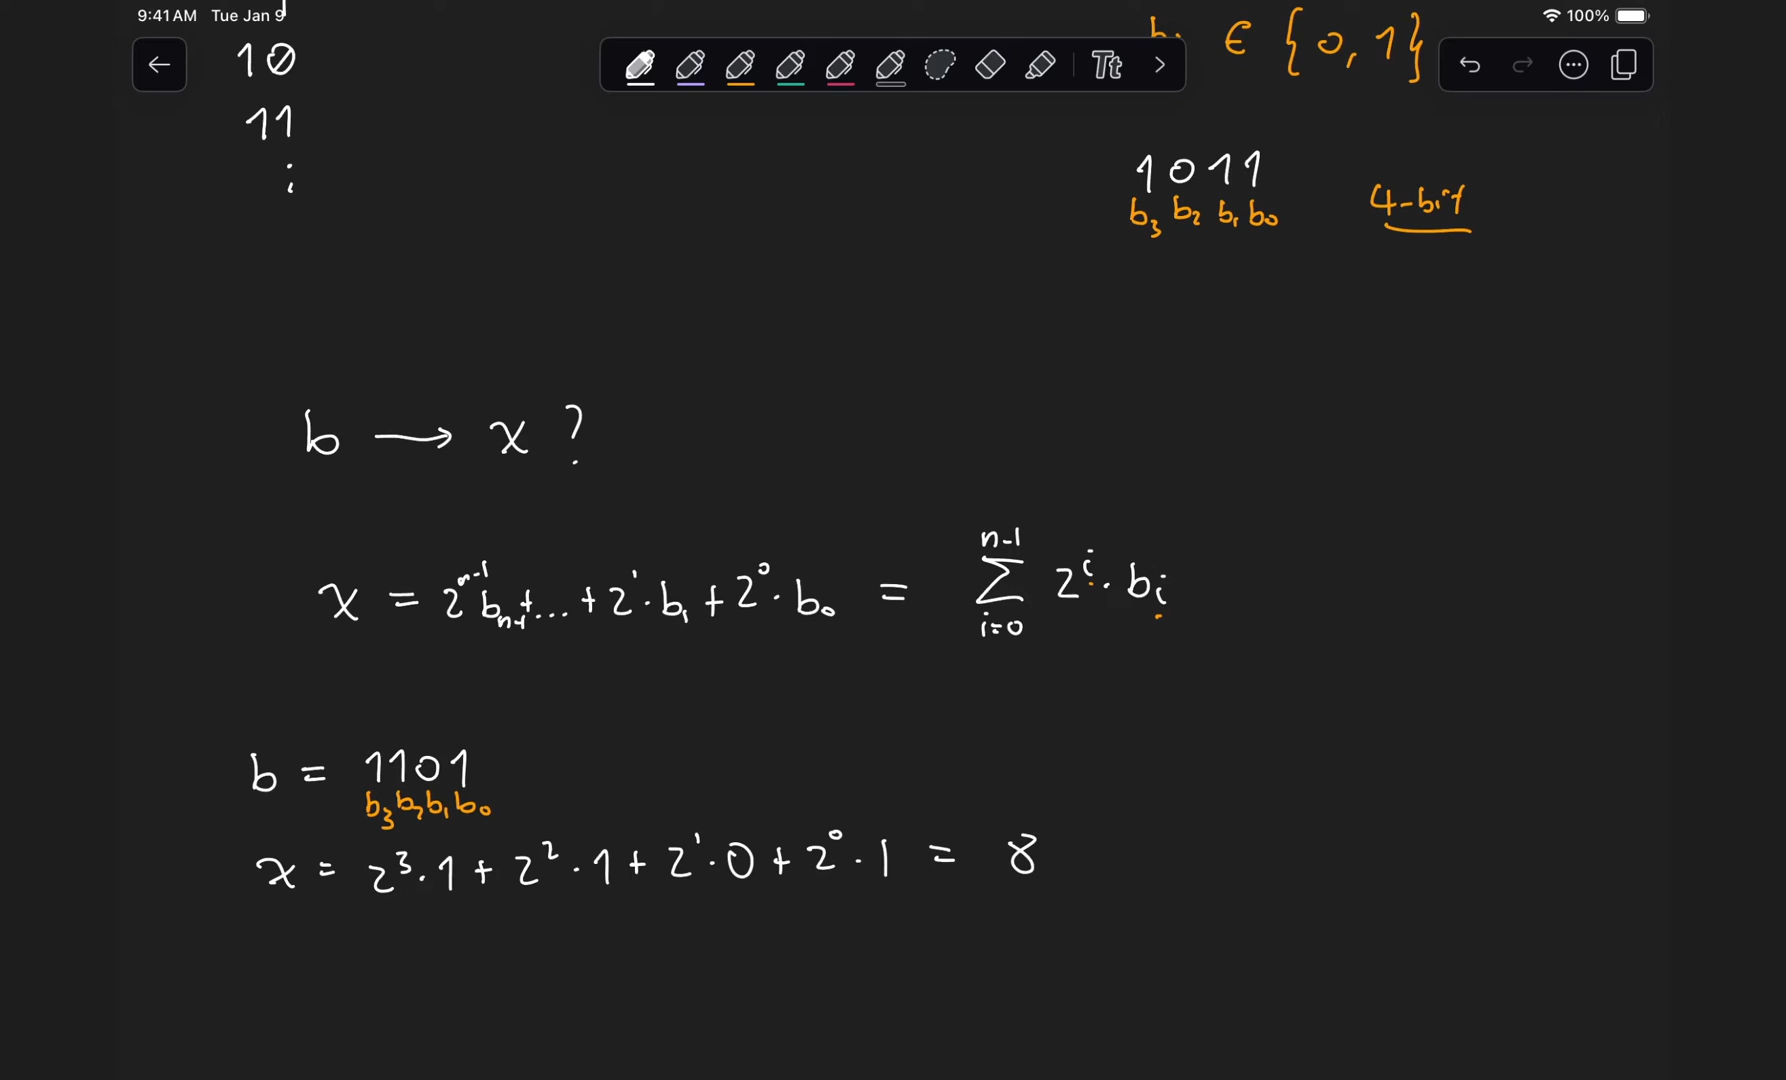 9:41 AM Tue Jan 9
100%
Tt
10
11
∈ {0, 1}
1011
b₃ b₂ b₁ b₀
4-bit
b → x ?
x = 2ⁿ⁻¹bₙ₋₁+...+2¹·b₁+2⁰·b₀ = ∑ᵢ₌₀ⁿ⁻¹ 2ⁱ·bᵢ
b = 1101
b₃b₂b₁b₀
x = 2³·1+2²·1+2¹·0+2⁰·1 = 8